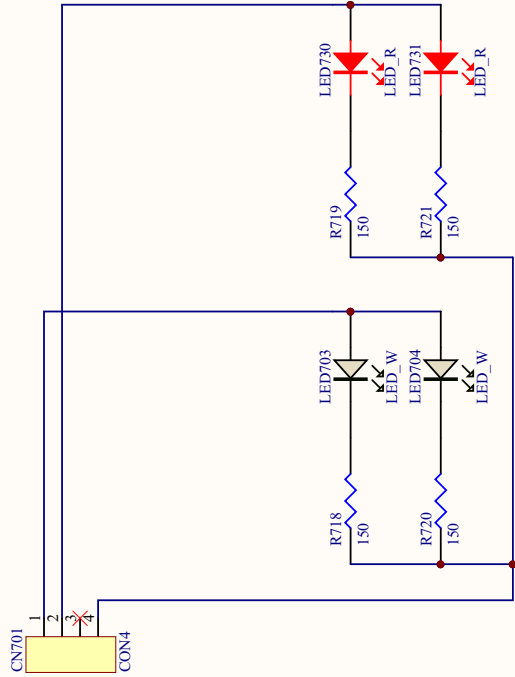 LED730
LED_R
LED731
LED_R
R719
150
R721
150
LED703
LED_W
LED704
LED_W
R718
150
R720
150
1
2
3
4
CN701
CON4